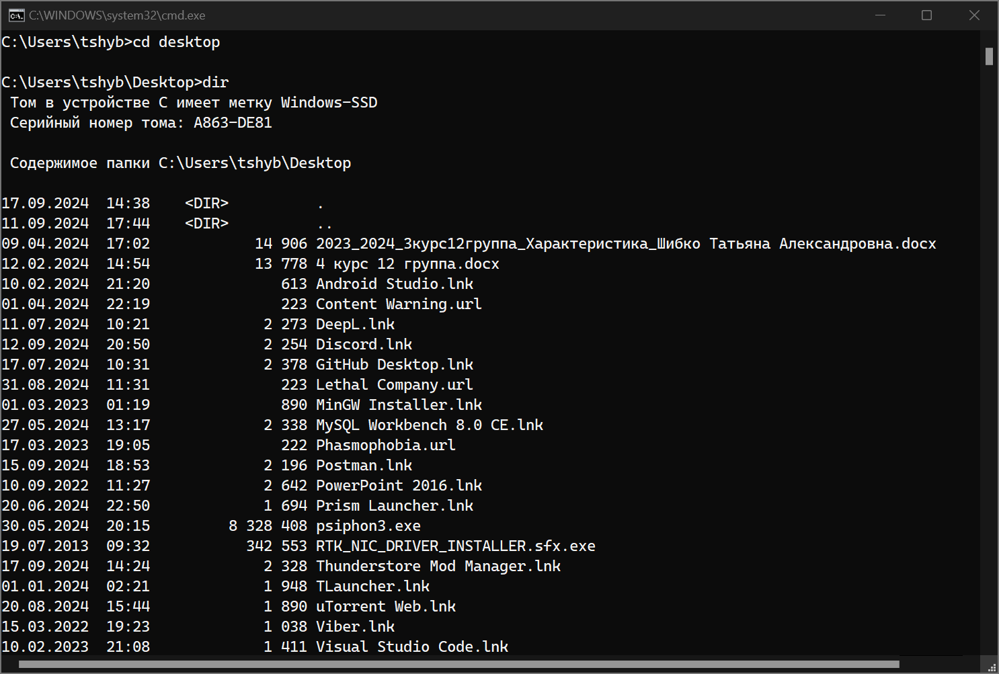 C:\WINDOWS\system32\cmd.exe
C:\Users\tshyb>cd desktop
C:\Users\tshyb\Desktop>dir
Том в устройстве C имеет метку Windows-SSD
Серийный номер тома: A863-DE81
Содержимое папки C:\Users\tshyb\Desktop
17.09.2024  14:38    <DIR>          .
11.09.2024  17:44    <DIR>          ..
09.04.2024  17:02            14 906 2023_2024_3курс12группа_Характеристика_Шибко Татьяна Александровна.docx
12.02.2024  14:54            13 778 4 курс 12 группа.docx
10.02.2024  21:20               613 Android Studio.lnk
01.04.2024  22:19               223 Content Warning.url
11.07.2024  10:21             2 273 DeepL.lnk
12.09.2024  20:50             2 254 Discord.lnk
17.07.2024  10:31             2 378 GitHub Desktop.lnk
31.08.2024  11:31               223 Lethal Company.url
01.03.2023  01:19               890 MinGW Installer.lnk
27.05.2024  13:17             2 338 MySQL Workbench 8.0 CE.lnk
17.03.2023  19:05               222 Phasmophobia.url
15.09.2024  18:53             2 196 Postman.lnk
10.09.2022  11:27             2 642 PowerPoint 2016.lnk
20.06.2024  22:50             1 694 Prism Launcher.lnk
30.05.2024  20:15         8 328 408 psiphon3.exe
19.07.2013  09:32           342 553 RTK_NIC_DRIVER_INSTALLER.sfx.exe
17.09.2024  14:24             2 328 Thunderstore Mod Manager.lnk
01.01.2024  02:21             1 948 TLauncher.lnk
20.08.2024  15:44             1 890 uTorrent Web.lnk
15.03.2022  19:23             1 038 Viber.lnk
10.02.2023  21:08             1 411 Visual Studio Code.lnk